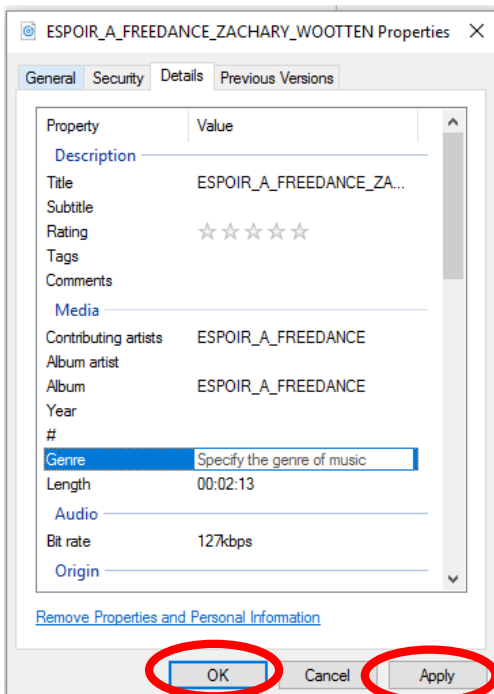 ESPOIR_A_FREEDANCE_ZACHARY_WOOTTEN Properties
General Security Details Previous Versions
Property Value
Description
Title ESPOIR_A_FREEDANCE_ZA...
Subtitle
Rating
Tags
Comments
Media
Contributing artists ESPOIR_A_FREEDANCE
Album artist
Album ESPOIR_A_FREEDANCE
Year
#
Genre Specify the genre of music
Length 00:02:13
Audio
Bit rate 127kbps
Origin
Remove Properties and Personal Information
OK Cancel Apply